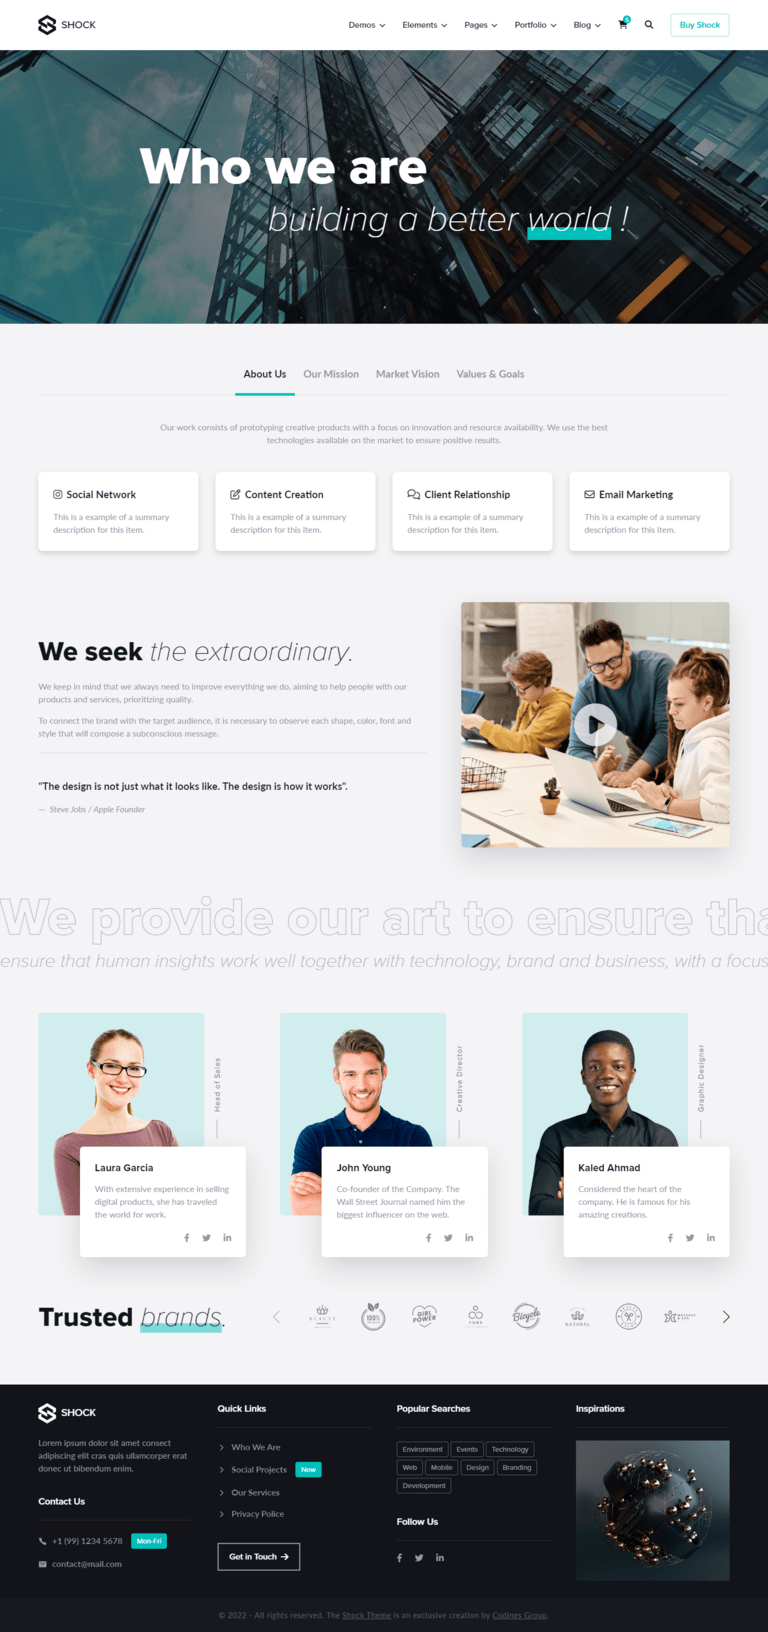 SHOCK
Demos
Elements
Pages
Portfolio
Blog
5
Buy Shock
Who we are
building a better world !
About Us
Our Mission
Market Vision
Values & Goals
Our work consists of prototyping creative products with a focus on innovation and resource availability. We use the best
technologies available on the market to ensure positive results.
Social Network
This is a example of a summary
description for this item.
Content Creation
This is a example of a summary
description for this item.
Client Relationship
This is a example of a summary
description for this item.
Email Marketing
This is a example of a summary
description for this item.
We seek the extraordinary.
We keep in mind that we always need to improve everything we do, aiming to help people with our
products and services, prioritizing quality.
To connect the brand with the target audience, it is necessary to observe each shape, color, font and
style that will compose a subconscious message.
"The design is not just what it looks like. The design is how it works".
— Steve Jobs / Apple Founder
We provide our art to ensure tha
ensure that human insights work well together with technology, brand and business, with a focus
Head of Sales
Laura Garcia
With extensive experience in selling
digital products, she has traveled
the world for work.
Creative Director
John Young
Co-founder of the Company. The
Wall Street Journal named him the
biggest influencer on the web.
Graphic Designer
Kaled Ahmad
Considered the heart of the
company. He is famous for his
amazing creations.
Trusted brands.
BEAUTY
100%
GIRL
POWER
YORK
Bicycle
NATURAL
MASSAGE
& SPA
SHOCK
Lorem ipsum dolor sit amet consect
adipiscing elit cras quis ullamcorper erat
donec ut bibendum enim.
Contact Us
+1 (99) 1234 5678
Mon-Fri
contact@mail.com
Quick Links
Who We Are
Social Projects
New
Our Services
Privacy Police
Get in Touch
Popular Searches
Environment
Events
Technology
Web
Mobile
Design
Branding
Development
Follow Us
Inspirations
© 2022 - All rights reserved. The Shock Theme is an exclusive creation by Codings Group.